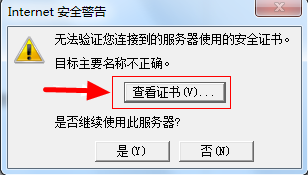 Internet 安全警告
无法验证您连接到的服务器使用的安全证书。
目标主要名称不正确。
查看证书(V)...
是否继续使用此服务器?
是(Y) 否(N)